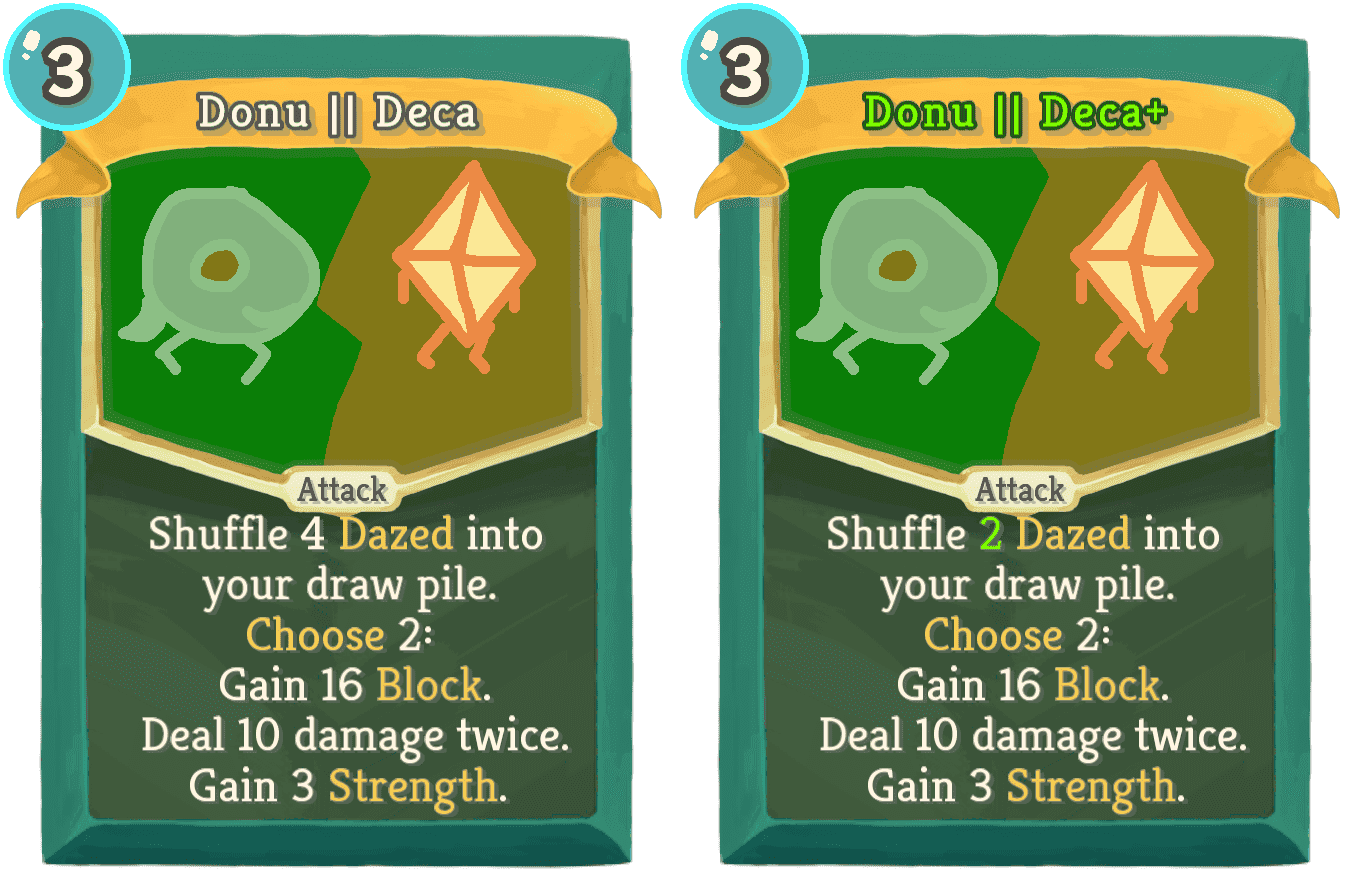 3
Donu || Deca
Attack
Shuffle 4 Dazed into
your draw pile.
Choose 2:
Gain 16 Block.
Deal 10 damage twice.
Gain 3 Strength.
3
Donu || Deca+
Attack
Shuffle 2 Dazed into
your draw pile.
Choose 2:
Gain 16 Block.
Deal 10 damage twice.
Gain 3 Strength.